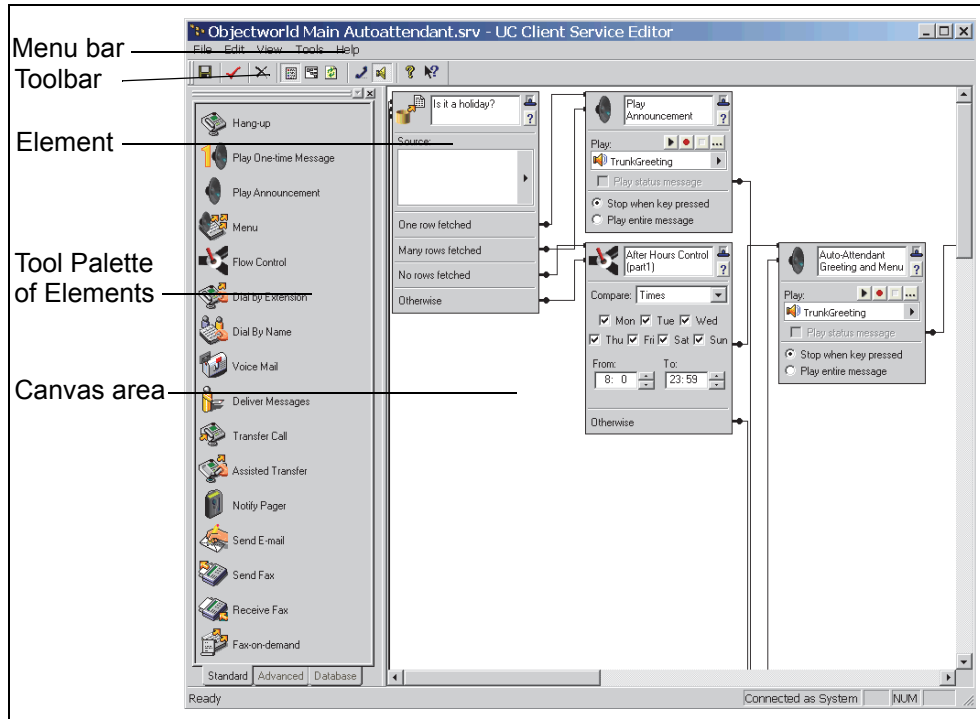 Objectworld Main Autoattendant.srv - UC Client Service Editor
Menu bar
File Edit View Tools Help
Toolbar
Element
Tool Palette
of Elements
Canvas area
Hang-up
Play One-time Message
Play Announcement
Menu
Flow Control
Dial by Extension
Dial By Name
Voice Mail
Deliver Messages
Transfer Call
Assisted Transfer
Notify Pager
Send E-mail
Send Fax
Receive Fax
Fax-on-demand
Standard Advanced Database
Is it a holiday?
?
Source:
One row fetched
Many rows fetched
No rows fetched
Otherwise
Play
Announcement
?
Play:
...
TrunkGreeting
Play status message
Stop when key pressed
Play entire message
After Hours Control
(part1)
?
Compare: Times
Mon Tue Wed
Thu Fri Sat Sun
From: To:
8: 0 23:59
Otherwise
Auto-Attendant
Greeting and Menu
?
Play:
...
TrunkGreeting
Play status message
Stop when key pressed
Play entire message
Ready
Connected as System NUM